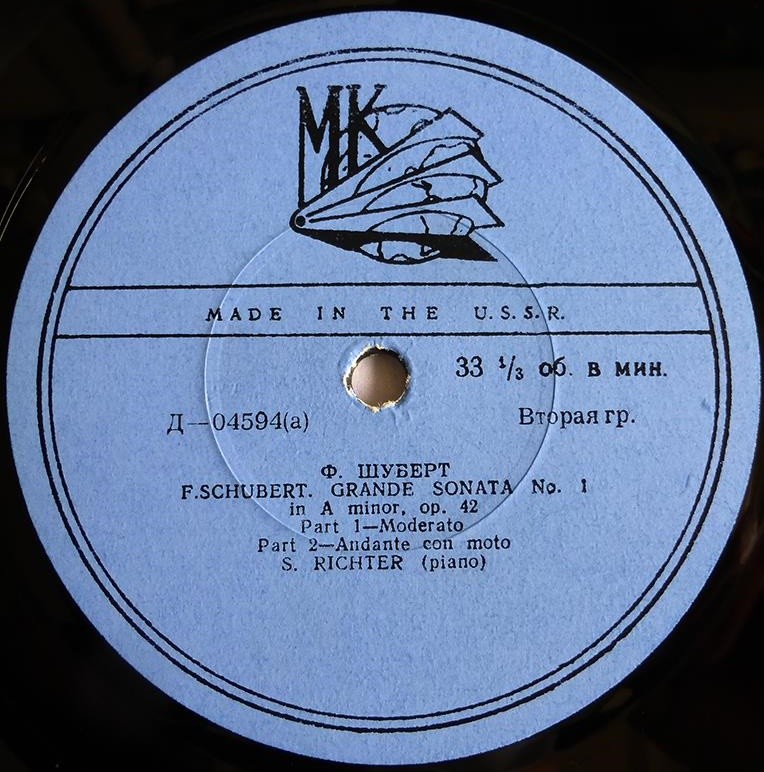 МК
MADE IN THE U.S.S.R.
33 ⅓ об. в мин.
Д—04594(а) Вторая гр.
Ф. ШУБЕРТ
F.SCHUBERT. GRANDE SONATA No. 1
in A minor, op. 42
Part 1—Moderato
Part 2—Andante con moto
S. RICHTER (piano)